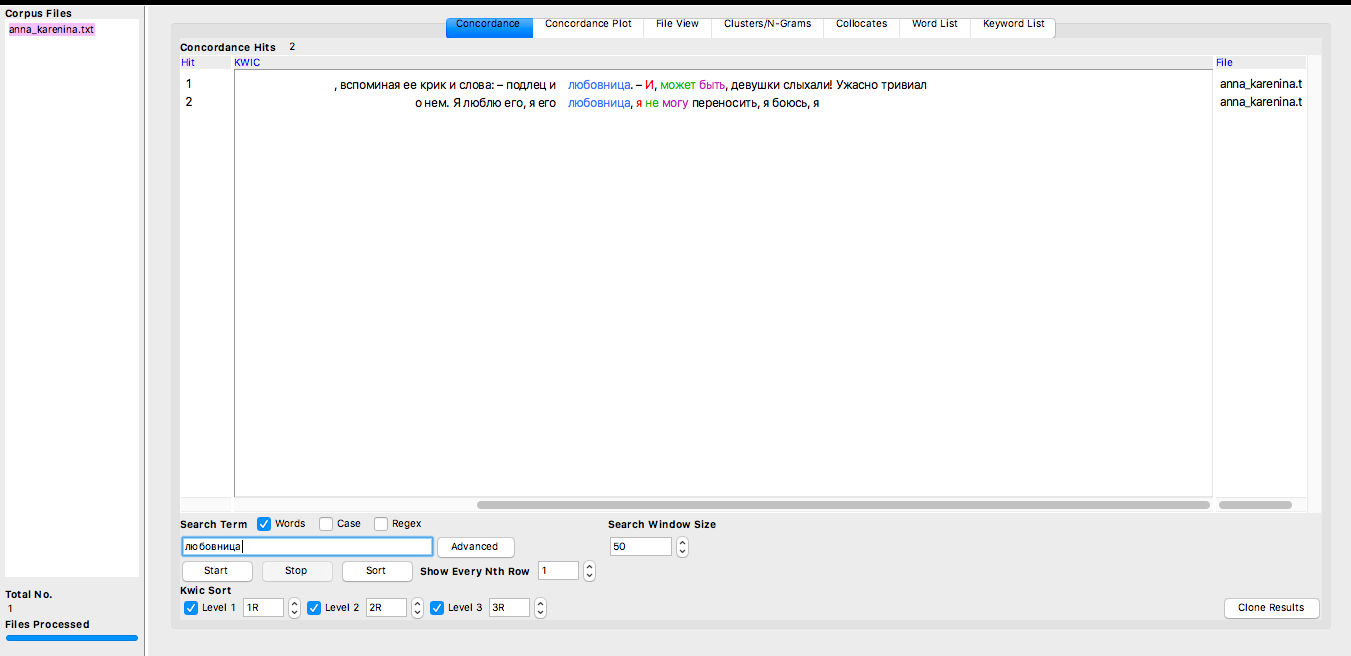 Corpus Files
anna_karenina.txt
Concordance Concordance Plot File View Clusters/N-Grams Collocates Word List Keyword List
Concordance Hits 2
Hit KWIC File
1 , вспоминая ее крик и слова: – подлец и любовница. – И, может быть, девушки слыхали! Ужасно тривиал anna_karenina.t
2 о нем. Я люблю его, я его любовница, я не могу переносить, я боюсь, я anna_karenina.t
Search Term Words Case Regex Search Window Size
любовница Advanced 50
Start Stop Sort Show Every Nth Row 1
Kwic Sort
Level 1 1R Level 2 2R Level 3 3R Clone Results
Total No.
1
Files Processed